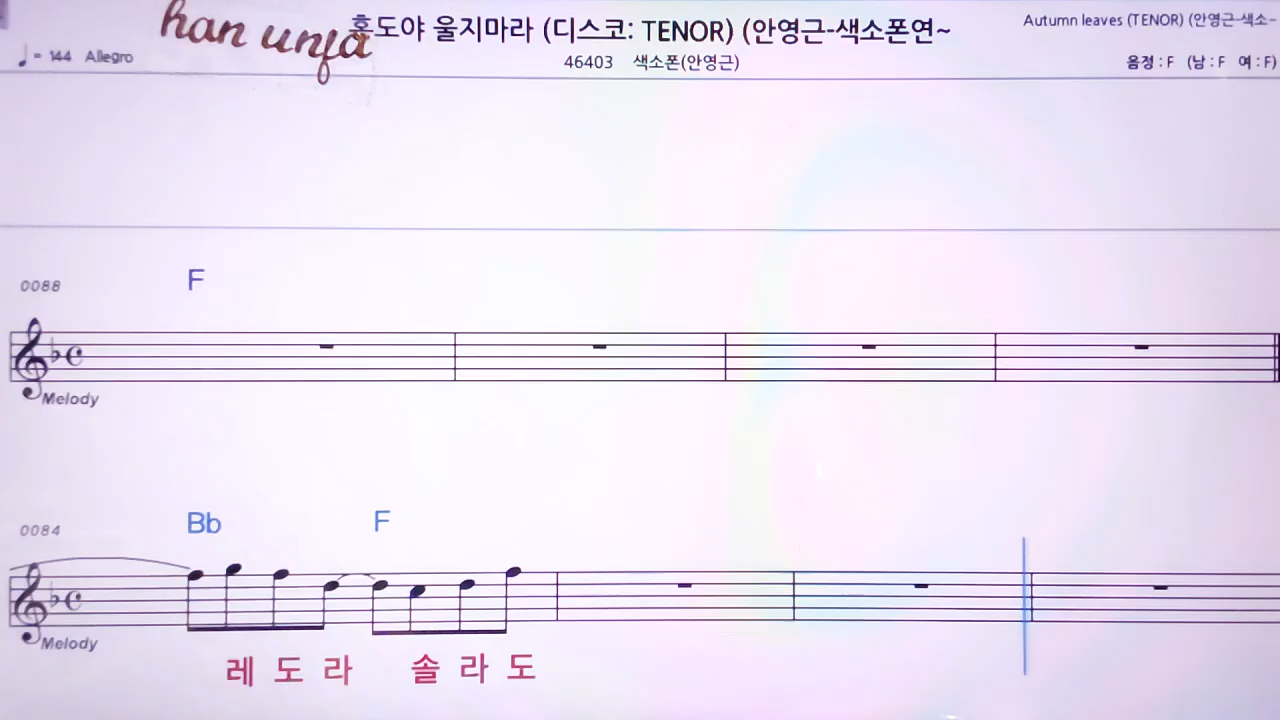 han unja
홍도야 울지마라 (디스코: TENOR) (안영근-색소폰연~
Autumn leaves (TENOR) (안영근-색소-
♩ = 144 Allegro
46403 색소폰(안영근)
음정 : F (남 : F 여 : F)
0088
F
Melody
0084
Bb F
Melody
레 도 라 솔 라 도